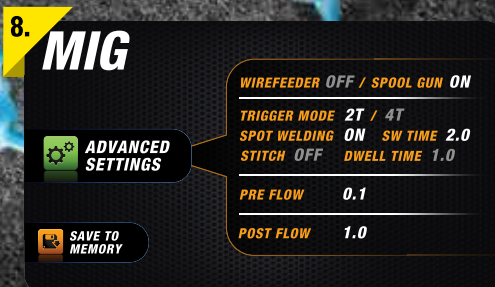 8.
MIG
WIREFEEDER OFF / SPOOL GUN ON
TRIGGER MODE 2T / 4T
SPOT WELDING ON SW TIME 2.0
STITCH OFF DWELL TIME 1.0
ADVANCED
SETTINGS
PRE FLOW 0.1
POST FLOW 1.0
SAVE TO
MEMORY